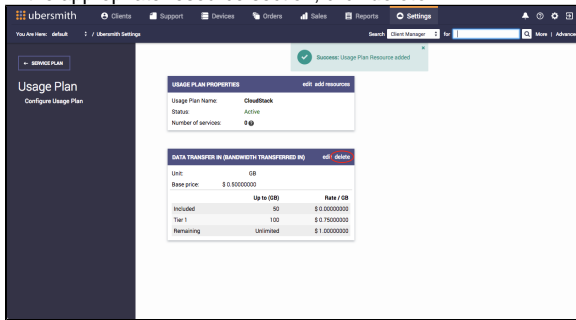 ubersmith Clients Support Devices Orders Sales Reports Settings
You Are Here: default / Ubersmith Settings Search Client Manager for More | Advance
← SERVICE PLAN
Success: Usage Plan Resource added ×
Usage Plan
Configure Usage Plan
USAGE PLAN PROPERTIES edit add resources
Usage Plan Name: CloudStack
Status: Active
Number of services: 0
DATA TRANSFER IN (BANDWIDTH TRANSFERRED IN) edit delete
Unit: GB
Base price: $ 0.50000000
Up to (GB) Rate / GB
Included 50 $ 0.00000000
Tier 1 100 $ 0.75000000
Remaining Unlimited $ 1.00000000